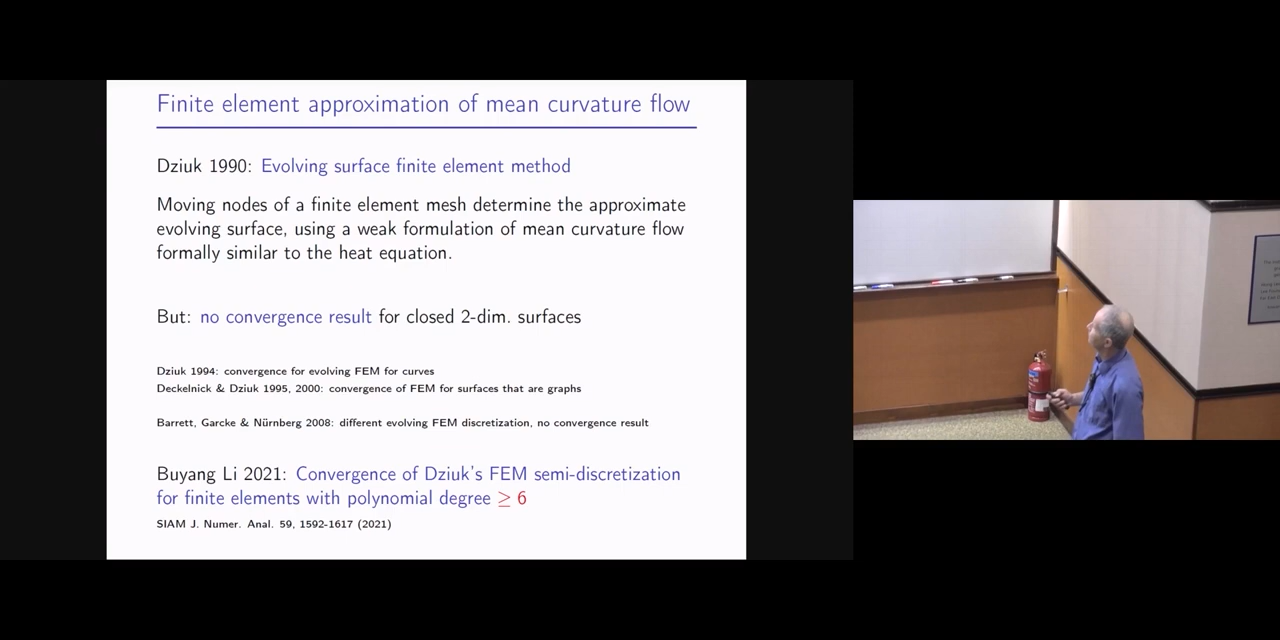 Finite element approximation of mean curvature flow
Dziuk 1990: Evolving surface finite element method
Moving nodes of a finite element mesh determine the approximate
evolving surface, using a weak formulation of mean curvature flow
formally similar to the heat equation.
But: no convergence result for closed 2-dim. surfaces
Dziuk 1994: convergence for evolving FEM for curves
Deckelnick & Dziuk 1995, 2000: convergence of FEM for surfaces that are graphs
Barrett, Garcke & Nürnberg 2008: different evolving FEM discretization, no convergence result
Buyang Li 2021: Convergence of Dziuk's FEM semi-discretization
for finite elements with polynomial degree ≥ 6
SIAM J. Numer. Anal. 59, 1592-1617 (2021)